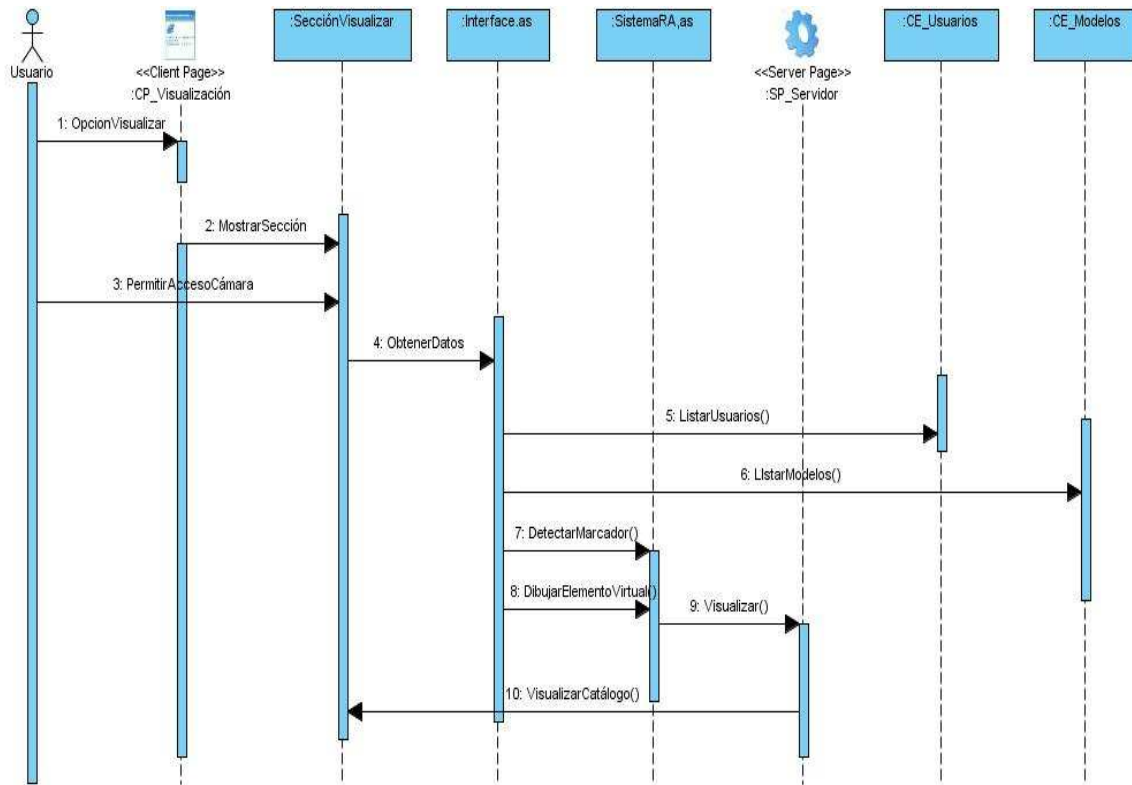 :SecciónVisualizar
:Interface.as
:SistemaRA,as
:CE_Usuarios
:CE_Modelos
Usuario
<<Client Page>>
:CP_Visualización
<<Server Page>>
:SP_Servidor
1: OpcionVisualizar
2: MostrarSección
3: PermitirAccesoCámara
4: ObtenerDatos
5: ListarUsuarios()
6: LIstarModelos()
7: DetectarMarcador()
8: DibujarElementoVirtual()
9: Visualizar()
10: VisualizarCatálogo()